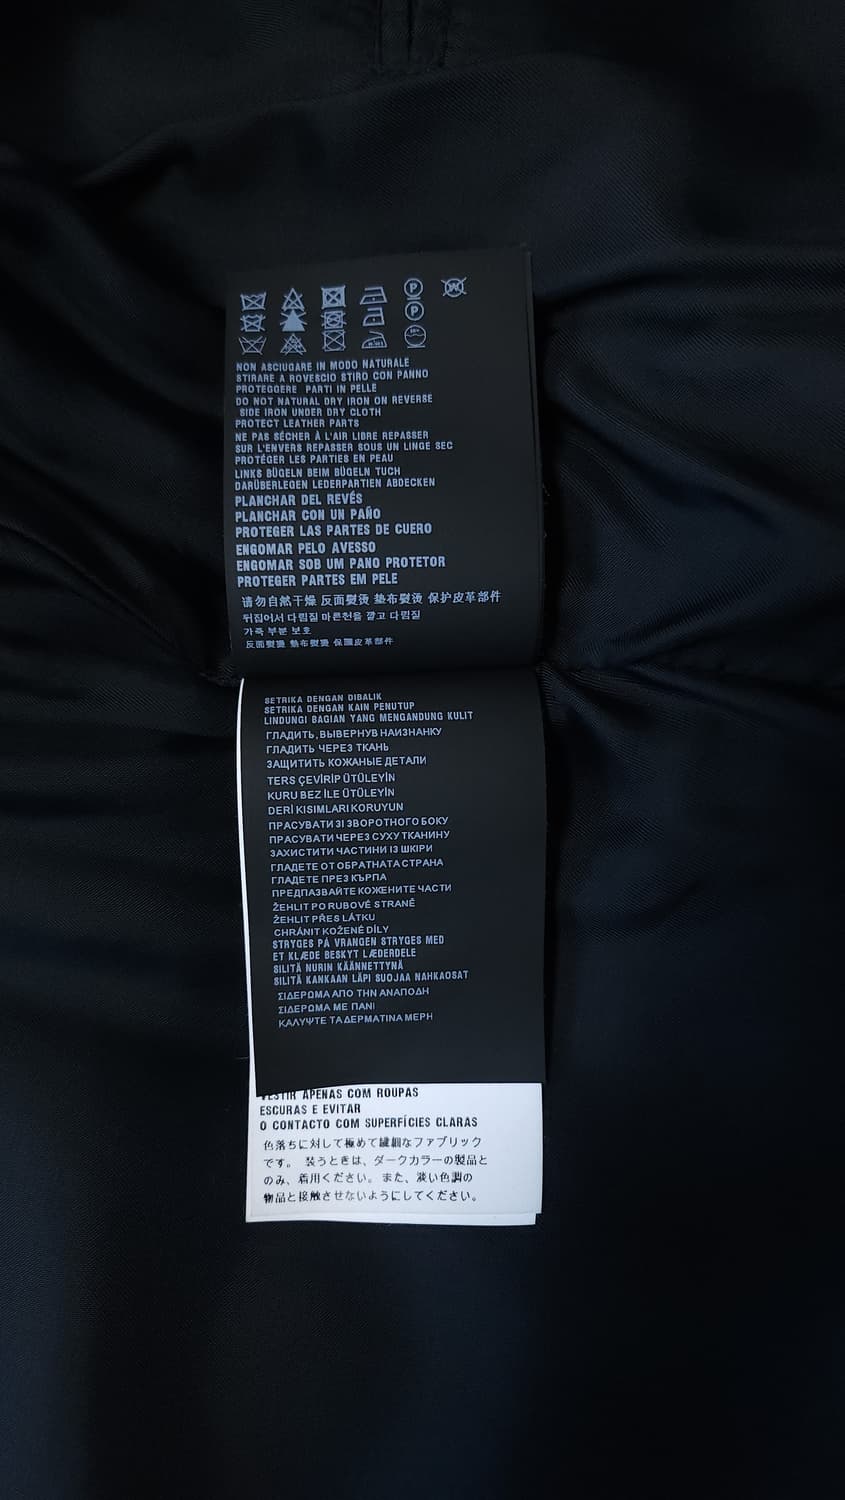 NON ASCIUGARE IN MODO NATURALE
STIRARE A ROVESCIO STIRO CON PANNO
PROTEGGERE PARTI IN PELLE
DO NOT NATURAL DRY IRON ON REVERSE
SIDE IRON UNDER DRY CLOTH
PROTECT LEATHER PARTS
NE PAS SÉCHER À L'AIR LIBRE REPASSER
SUR L'ENVERS REPASSER SOUS UN LINGE SEC
PROTÉGER LES PARTIES EN PEAU
LINKS BÜGELN BEIM BÜGELN TUCH
DARÜBERLEGEN LEDERPARTIEN ABDECKEN
PLANCHAR DEL REVÉS
PLANCHAR CON UN PAÑO
PROTEGER LAS PARTES DE CUERO
ENGOMAR PELO AVESSO
ENGOMAR SOB UM PANO PROTETOR
PROTEGER PARTES EM PELE
请勿自然干燥 反面熨烫 垫布熨烫 保护皮革部件
뒤집어서 다림질 마른천을 깔고 다림질
가죽 부분 보호
反面熨燙 墊布熨燙 保護皮革部件
SETRIKA DENGAN DIBALIK
SETRIKA DENGAN KAIN PENUTUP
LINDUNGI BAGIAN YANG MENGANDUNG KULIT
ГЛАДИТЬ, ВЫВЕРНУВ НАИЗНАНКУ
ГЛАДИТЬ ЧЕРЕЗ ТКАНЬ
ЗАЩИТИТЬ КОЖАНЫЕ ДЕТАЛИ
TERS ÇEVİRİP ÜTÜLEYİN
KURU BEZ İLE ÜTÜLEYİN
DERİ KISIMLARI KORUYUN
ПРАСУВАТИ ЗІ ЗВОРОТНОГО БОКУ
ПРАСУВАТИ ЧЕРЕЗ СУХУ ТКАНИНУ
ЗАХИСТИТИ ЧАСТИНИ ІЗ ШКІРИ
ГЛАДЕТЕ ОТ ОБРАТНАТА СТРАНА
ГЛАДЕТЕ ПРЕЗ КЪРПА
ПРЕДПАЗВАЙТЕ КОЖЕНИТЕ ЧАСТИ
ŽEHLIT PO RUBOVÉ STRANĚ
ŽEHLIT PŘES LÁTKU
CHRÁNIT KOŽENÉ DÍLY
STRYGES PÅ VRANGEN STRYGES MED
ET KLÆDE BESKYT LÆDERDELE
SILITÄ NURIN KÄÄNNETTYNÄ
SILITÄ KANKAAN LÄPI SUOJAA NAHKAOSAT
ΣΙΔΕΡΩΜΑ ΑΠΟ ΤΗΝ ΑΝΑΠΟΔΗ
ΣΙΔΕΡΩΜΑ ΜΕ ΠΑΝΙ
ΚΑΛΥΨΤΕ ΤΑ ΔΕΡΜΑΤΙΝΑ ΜΕΡΗ
VESTIR APENAS COM ROUPAS
ESCURAS E EVITAR
O CONTACTO COM SUPERFÍCIES CLARAS
色落ちに対して極めて繊細なファブリック
です。 装うときは、ダークカラーの製品と
のみ、着用ください。また、淡い色調の
物品と接触させないようにしてください。